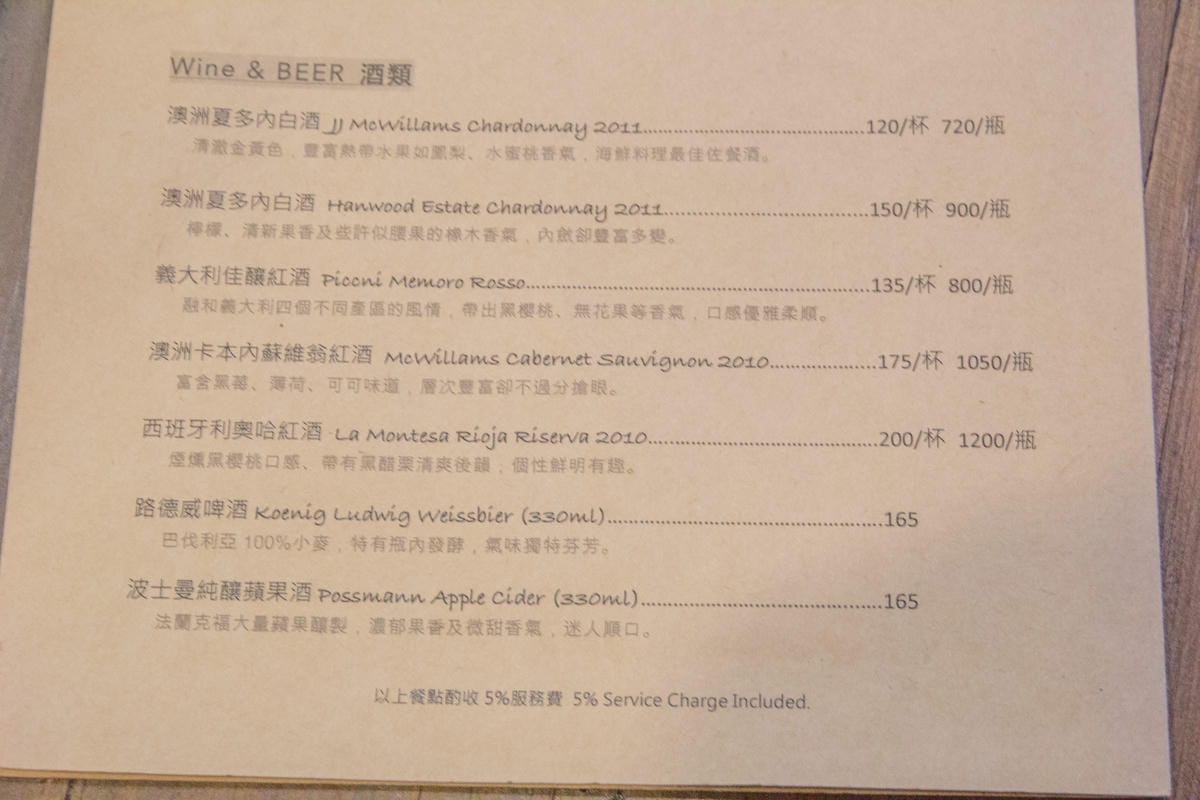 Wine & BEER 酒類
澳洲夏多內白酒 JJ McWillams Chardonnay 2011......................................120/杯 720/瓶
清澈金黃色，豐富熱帶水果如鳳梨、水蜜桃香氣，海鮮料理最佳佐餐酒。
澳洲夏多內白酒 Hanwood Estate Chardonnay 2011...................................150/杯 900/瓶
檸檬、清新果香及些許似腰果的橡木香氣，內斂卻豐富多變。
義大利佳釀紅酒 Piccni Memoro Rosso..........................................................135/杯 800/瓶
融和義大利四個不同產區的風情，帶出黑櫻桃、無花果等香氣，口感優雅柔順。
澳洲卡本內蘇維翁紅酒 McWillams Cabernet Sauvignon 2010..................175/杯 1050/瓶
富含黑莓、薄荷、可可味道，層次豐富卻不過分搶眼。
西班牙利奧哈紅酒 La Montesa Rioja Riserva 2010.......................................200/杯 1200/瓶
煙燻黑櫻桃口感、帶有黑醋栗清爽後韻，個性鮮明有趣。
路德威啤酒 Koenig Ludwig Weissbier (330ml)..............................................165
巴伐利亞 100%小麥，特有瓶內發酵，氣味獨特芬芳。
波士曼純釀蘋果酒 Possmann Apple Cider (330ml).........................................165
法蘭克福大量蘋果釀製，濃郁果香及微甜香氣，迷人順口。
以上餐點酌收 5%服務費 5% Service Charge Included.